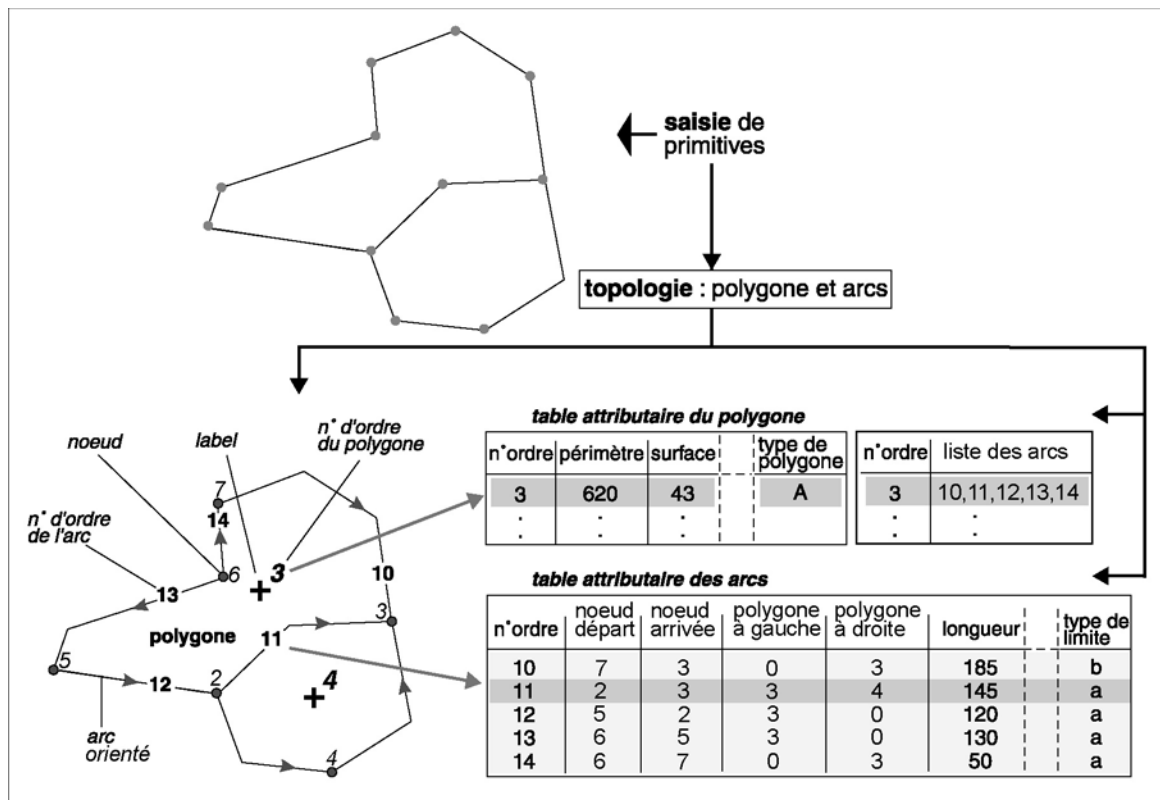 saisie de
primitives
topologie : polygone et arcs
noeud
label
n° d'ordre
du polygone
n° d'ordre
de l'arc
7
14
6
3
13
10
3
polygone
11
5
12
2
4
arc
orienté
4
table attributaire du polygone
n°ordre périmètre surface type de polygone
3 620 43 A
: : :
n°ordre liste des arcs
3 10,11,12,13,14
: :
table attributaire des arcs
n°ordre noeud départ noeud arrivée polygone à gauche polygone à droite longueur type de limite
10 7 3 0 3 185 b
11 2 3 3 4 145 a
12 5 2 3 0 120 a
13 6 5 3 0 130 a
14 6 7 0 3 50 a